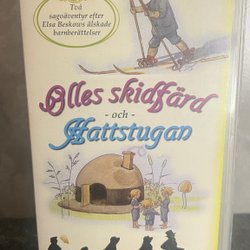 Två
sagoäventyr efter
Elsa Beskows älskade
barnberättelser
Olles skidfärd
- och -
Hattstugan